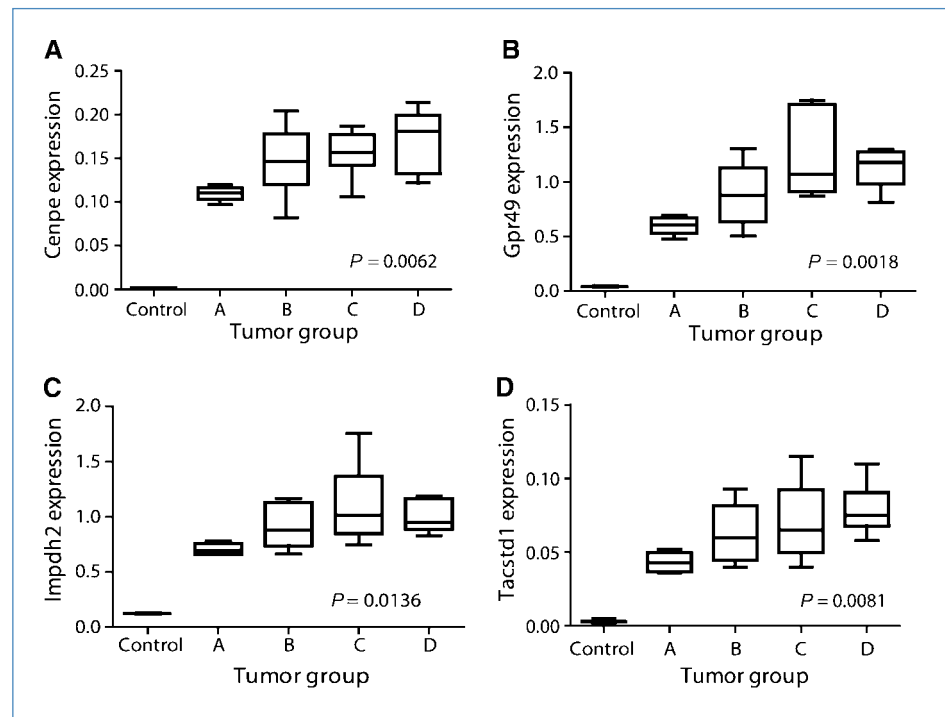 A
Cenpe expression
0.25
0.20
0.15
0.10
0.05
0.00
P = 0.0062
Control A B C D
Tumor group
B
Gpr49 expression
2.0
1.5
1.0
0.5
0.0
P = 0.0018
Control A B C D
Tumor group
C
Impdh2 expression
2.0
1.5
1.0
0.5
0.0
P = 0.0136
Control A B C D
Tumor group
D
Tacstd1 expression
0.15
0.10
0.05
0.00
P = 0.0081
Control A B C D
Tumor group